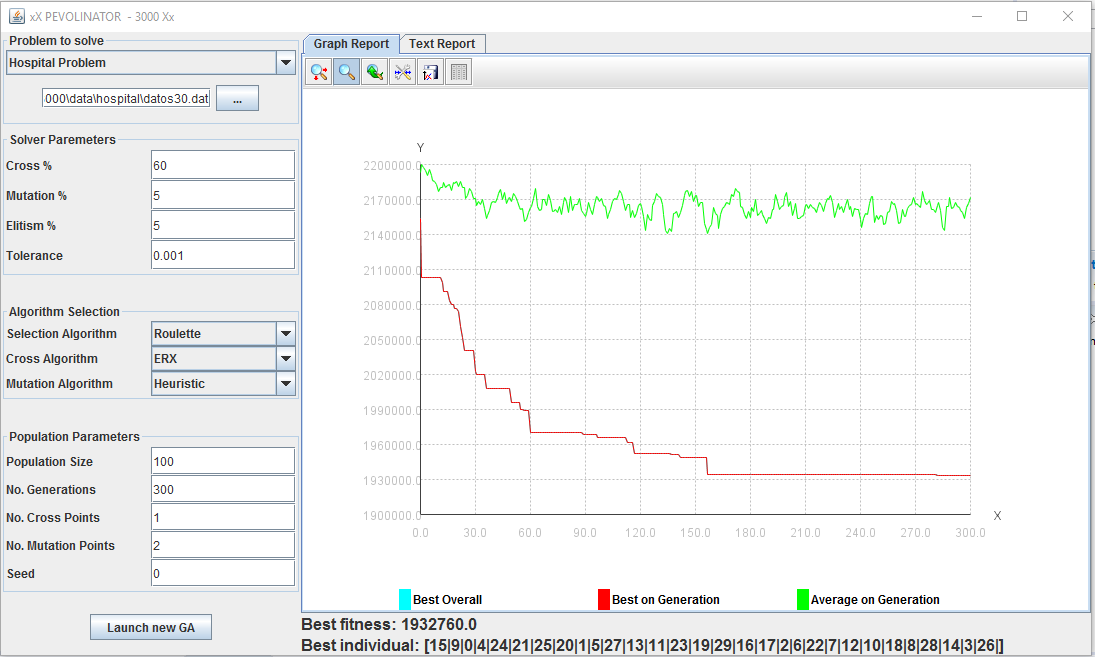 xX PEVOLINATOR - 3000 Xx
Problem to solve
Hospital Problem
000\data\hospital\datos30.dat
...
Solver Paremeters
Cross % 60
Mutation % 5
Elitism % 5
Tolerance 0.001
Algorithm Selection
Selection Algorithm Roulette
Cross Algorithm ERX
Mutation Algorithm Heuristic
Population Parameters
Population Size 100
No. Generations 300
No. Cross Points 1
No. Mutation Points 2
Seed 0
Launch new GA
Graph Report Text Report
Y
2200000.0
2170000.0
2140000.0
2110000.0
2080000.0
2050000.0
2020000.0
1990000.0
1960000.0
1930000.0
1900000.0
X
0.0 30.0 60.0 90.0 120.0 150.0 180.0 210.0 240.0 270.0 300.0
Best Overall Best on Generation Average on Generation
Best fitness: 1932760.0
Best individual: [15|9|0|4|24|21|25|20|1|5|27|13|11|23|19|29|16|17|2|6|22|7|12|10|18|8|28|14|3|26|]